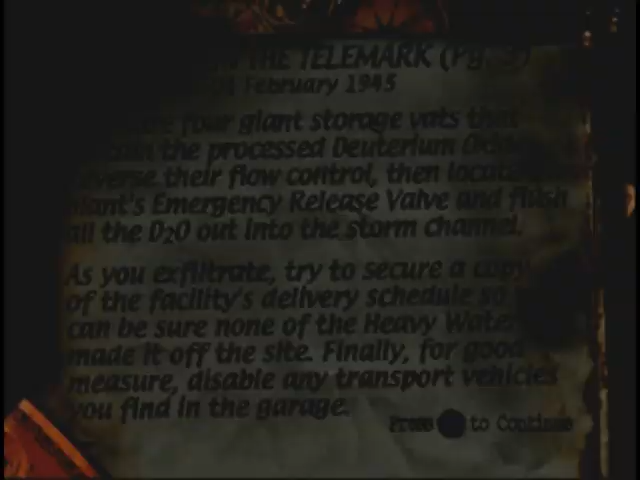 THE TELEMARK (Pg
February 1945
four giant storage vats that
the processed Deuterium
their flow control, then
Emergency Release Valve and flush
all the D₂O out into the storm channel.
As you exfiltrate, try to secure a copy
of the facility's delivery schedule so
can be sure none of the Heavy Water
made it off the site. Finally, for good
measure, disable any transport vehicles
you find in the garage.
Press to Continue